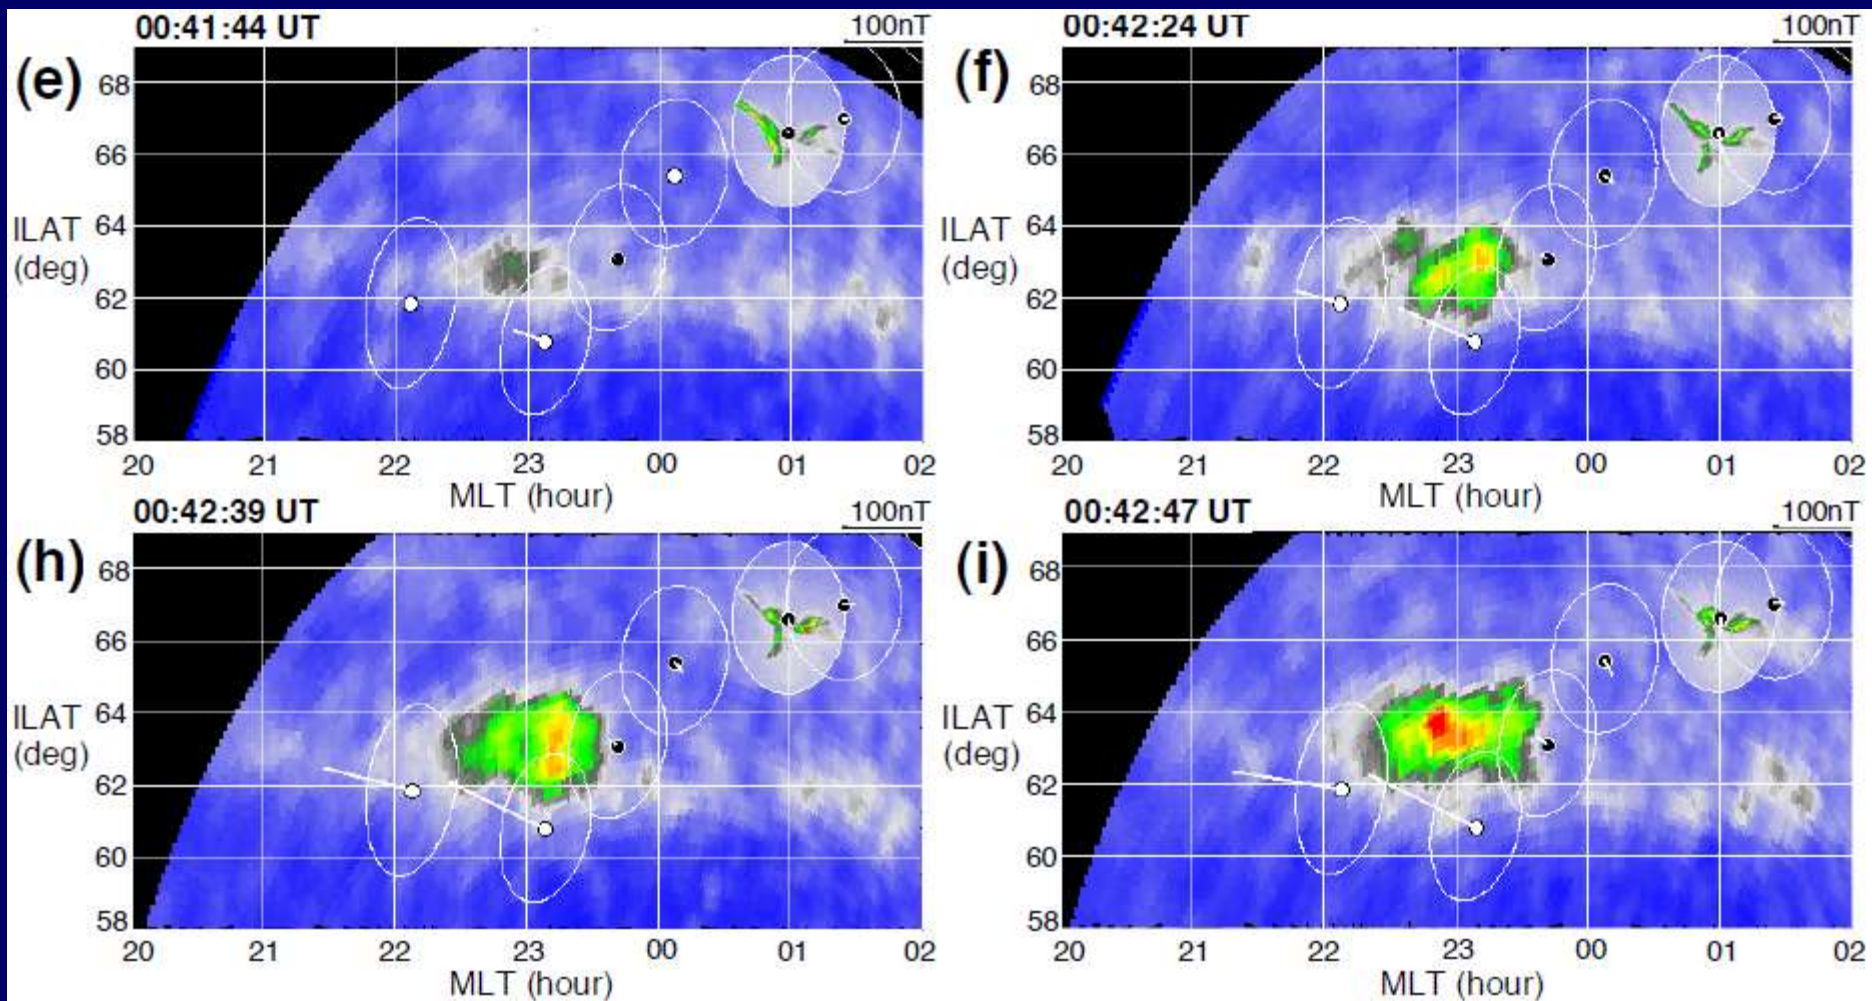 00:41:44 UT 100nT
(e)
68
66
64
ILAT
(deg)
62
60
58
20 21 22 23 00 01 02
MLT (hour)
00:42:24 UT 100nT
(f)
68
66
64
ILAT
(deg)
62
60
58
20 21 22 23 00 01 02
MLT (hour)
00:42:39 UT 100nT
(h)
68
66
64
ILAT
(deg)
62
60
58
20 21 22 23 00 01 02
MLT (hour)
00:42:47 UT 100nT
(i)
68
66
64
ILAT
(deg)
62
60
58
20 21 22 23 00 01 02
MLT (hour)